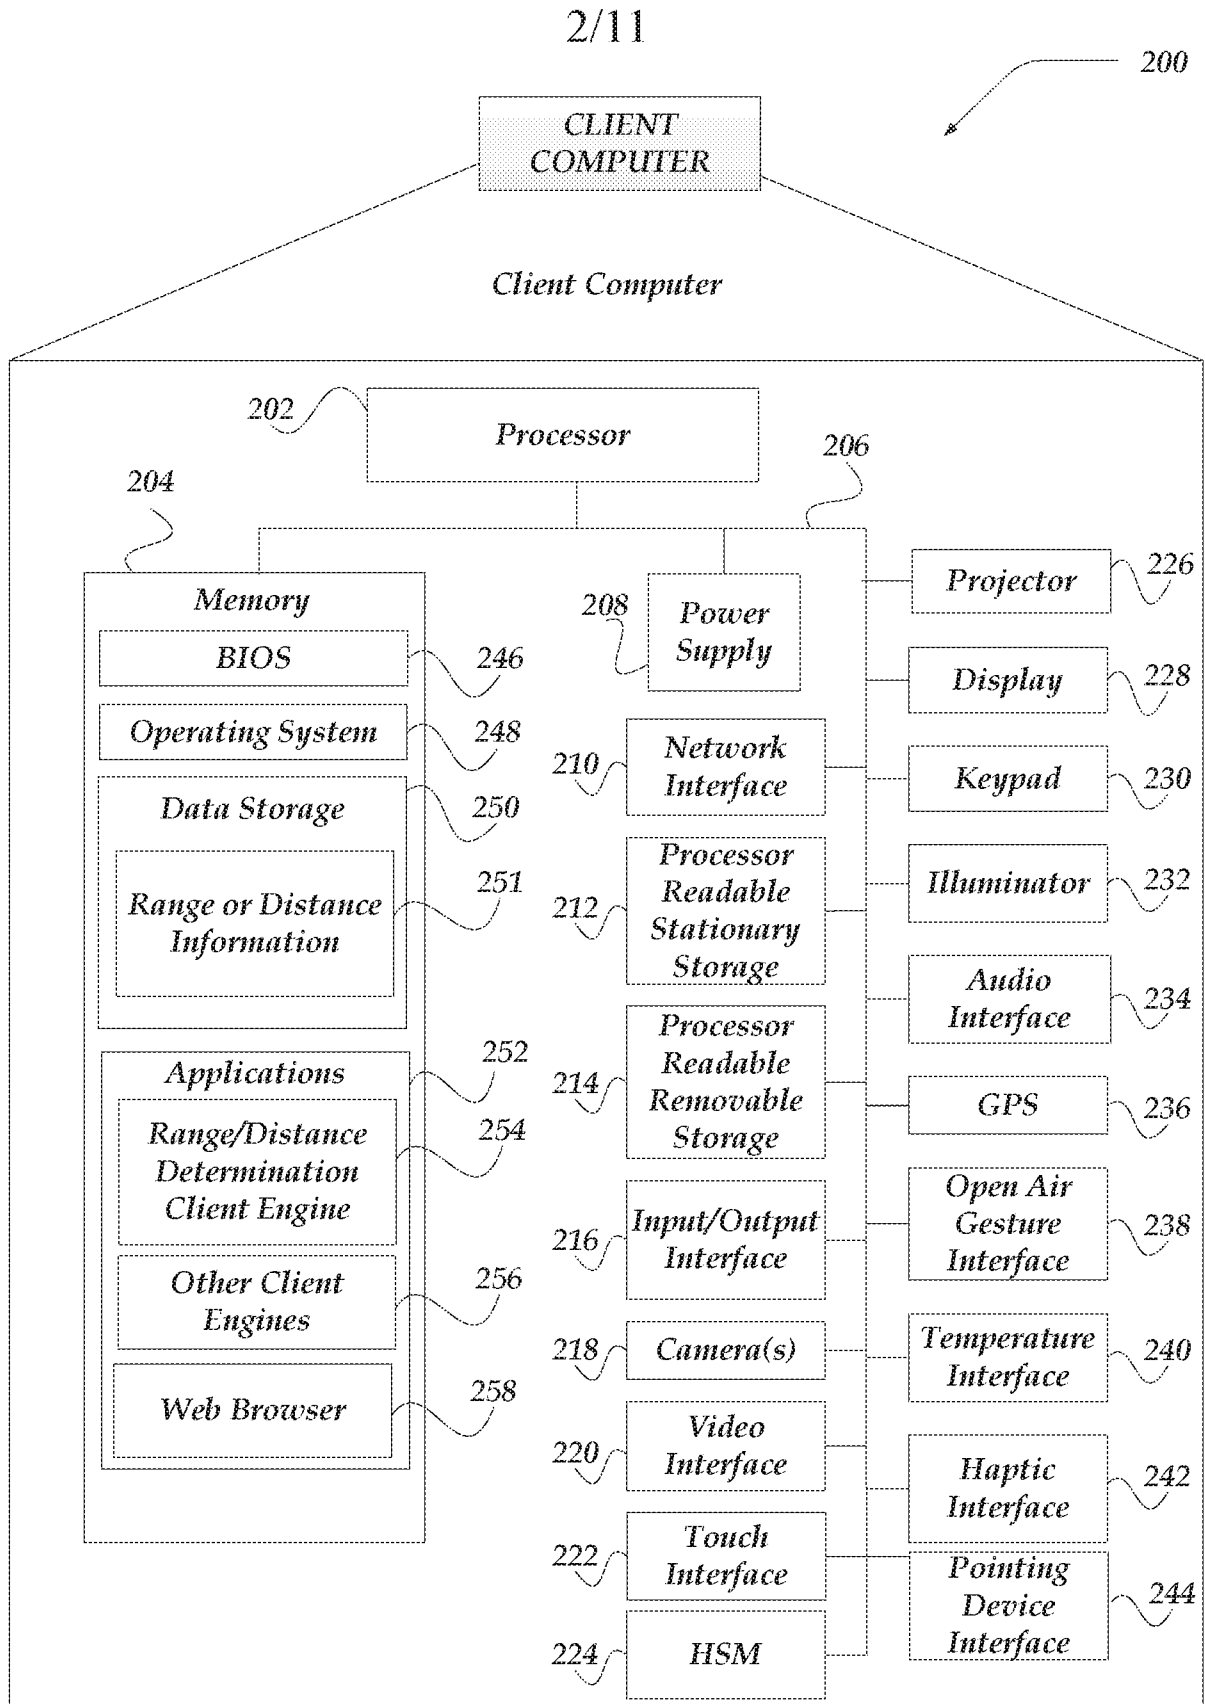 2/11
200
CLIENT
COMPUTER
Client Computer
202
Processor
206
204
Memory
BIOS
246
Operating System
248
Data Storage
250
Range or Distance
Information
251
Applications
252
Range/Distance
Determination
Client Engine
254
Other Client
Engines
256
Web Browser
258
208
Power
Supply
210
Network
Interface
212
Processor
Readable
Stationary
Storage
214
Processor
Readable
Removable
Storage
216
Input/Output
Interface
218
Camera(s)
220
Video
Interface
222
Touch
Interface
224
HSM
Projector
226
Display
228
Keypad
230
Illuminator
232
Audio
Interface
234
GPS
236
Open Air
Gesture
Interface
238
Temperature
Interface
240
Haptic
Interface
242
Pointing
Device
Interface
244